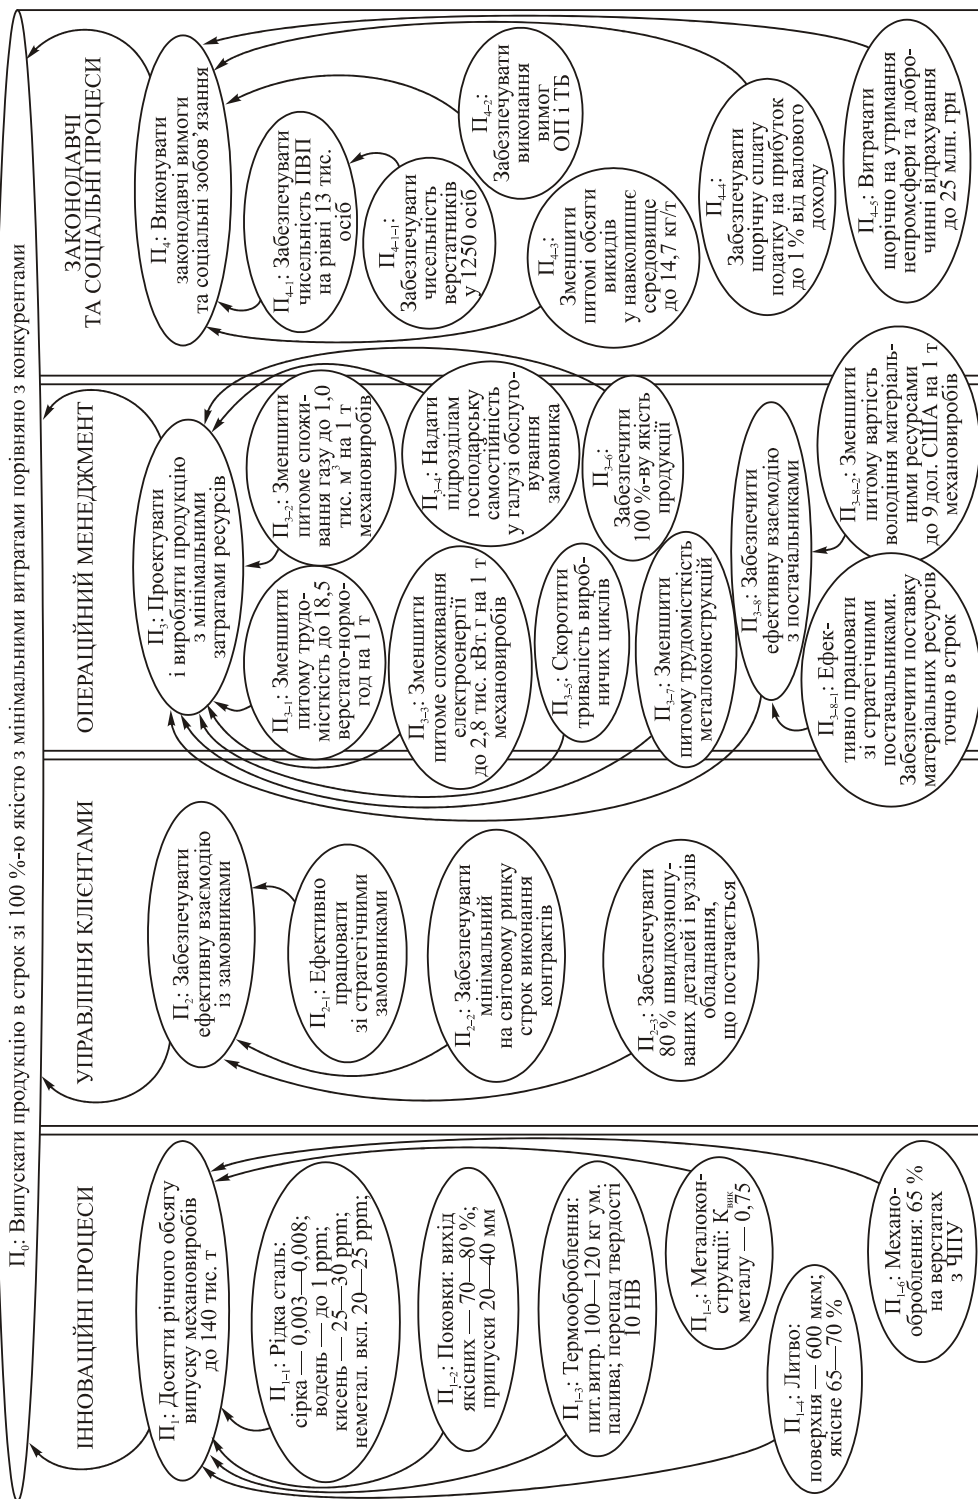 П₀: Випускати продукцію в строк зі 100 %-ю якістю з мінімальними витратами порівняно з конкурентами
ІННОВАЦІЙНІ ПРОЦЕСИ
П₁: Досягти річного обсягу
випуску механовиробів
до 140 тис. т
П₁₋₁: Рідка сталь:
сірка — 0,003 —0,008;
водень — до 1 ppm;
кисень — 25—30 ppm;
неметал. вкл. 20—25 ppm;
П₁₋₂: Поковки: вихід
якісних — 70—80 %;
припуски 20—40 мм
П₁₋₃: Термооброблення:
пит. витр. 100—120 кг ум.
палива; перепад твердості
10 НВ
П₁₋₄: Литво:
поверхня — 600 мкм;
якісне 65—70 %
П₁₋₅: Металокон-
струкції: Kвик
металу — 0,75
П₁₋₆: Механо-
оброблення: 65 %
на верстатах
з ЧПУ
УПРАВЛІННЯ КЛІЄНТАМИ
П₂: Забезпечувати
ефективну взаємодію
із замовниками
П₂₋₁: Ефективно
працювати
зі стратегічними
замовниками
П₂₋₂: Забезпечувати
мінімальний
на світовому ринку
строк виконання
контрактів
П₂₋₃: Забезпечувати
80 % швидкозношу-
ваних деталей і вузлів
обладнання,
що постачається
ОПЕРАЦІЙНИЙ МЕНЕДЖМЕНТ
П₃: Проектувати
і виробляти продукцію
з мінімальними
затратами ресурсів
П₃₋₁: Зменшити
питому трудо-
місткість до 18,5
верстато-нормо-
год на 1 т
П₃₋₂: Зменшити
питоме спожи-
вання газу до 1,0
тис. м³ на 1 т
механовиробів
П₃₋₃: Зменшити
питоме споживання
електроенергії
до 2,8 тис. кВт.г на 1 т
механовиробів
П₃₋₄: Надати
підрозділам
господарську
самостійність
у галузі обслуго-
вування
замовника
П₃₋₅: Скоротити
тривалість вироб-
ничих циклів
П₃₋₆:
Забезпечити
100 %-ву якість
продукції
П₃₋₇: Зменшити
питому трудомісткість
металоконструкцій
П₃₋₈: Забезпечити
ефективну взаємодію
з постачальниками
П₃₋₈₋₁: Ефек-
тивно працювати
зі стратегічними
постачальниками.
Забезпечити поставку
матеріальних ресурсів
точно в строк
П₃₋₈₋₂: Зменшити
питому вартість
володіння матеріаль-
ними ресурсами
до 9 дол. США на 1 т
механовиробів
ЗАКОНОДАВЧІ
ТА СОЦІАЛЬНІ ПРОЦЕСИ
П₄: Виконувати
законодавчі вимоги
та соціальні зобов’язання
П₄₋₁: Забезпечувати
чисельність ПВП
на рівні 13 тис.
осіб
П₄₋₁₋₁:
Забезпечувати
чисельність
верстатників
у 1250 осіб
П₄₋₂:
Забезпечувати
виконання
вимог
ОП і ТБ
П₄₋₃:
Зменшити
питомі обсяги
викидів
у навколишнє
середовище
до 14,7 кг/т
П₄₋₄:
Забезпечувати
щорічну сплату
податку на прибуток
до 1 % від валового
доходу
П₄₋₅: Витрачати
щорічно на утримання
непромсфери та добро-
чинні відрахування
до 25 млн. грн